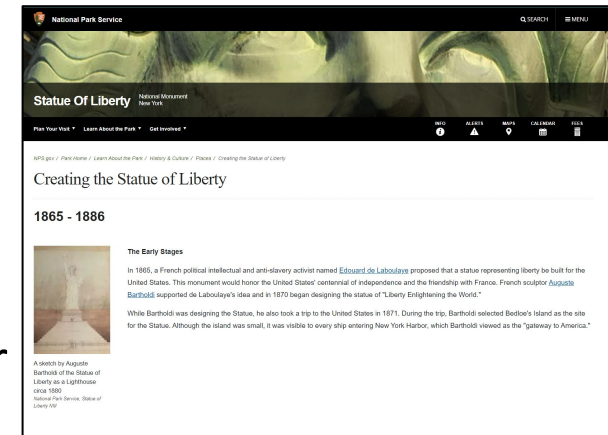 National Park Service
SEARCH
MENU
Statue Of Liberty
National Monument
New York
Plan Your Visit
Learn About the Park
Get Involved
INFO
ALERTS
MAPS
CALENDAR
FEES
NPS.gov / Park Home / Learn About the Park / History & Culture / Places / Creating the Statue of Liberty
Creating the Statue of Liberty
1865 - 1886
The Early Stages
In 1865, a French political intellectual and anti-slavery activist named Edouard de Laboulaye proposed that a statue representing liberty be built for the
United States. This monument would honor the United States' centennial of independence and the friendship with France. French sculptor Auguste
Bartholdi supported de Laboulaye's idea and in 1870 began designing the statue of "Liberty Enlightening the World."
While Bartholdi was designing the Statue, he also took a trip to the United States in 1871. During the trip, Bartholdi selected Bedloe's Island as the site
for the Statue. Although the island was small, it was visible to every ship entering New York Harbor, which Bartholdi viewed as the "gateway to America."
A sketch by Auguste
Bartholdi of the Statue of
Liberty as a Lighthouse
circa 1880
National Park Service, Statue of
Liberty NM